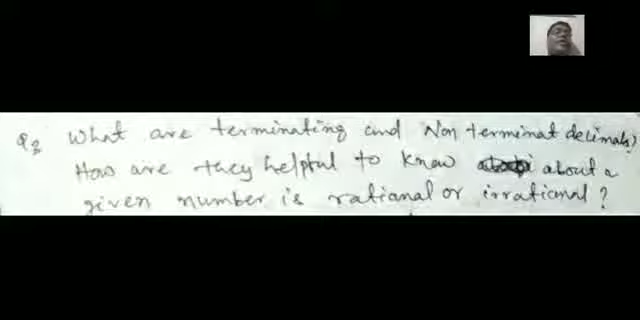 Q3 What are terminating and Non terminat decimals?
How are they helpful to know about a
given number is rational or irrational?